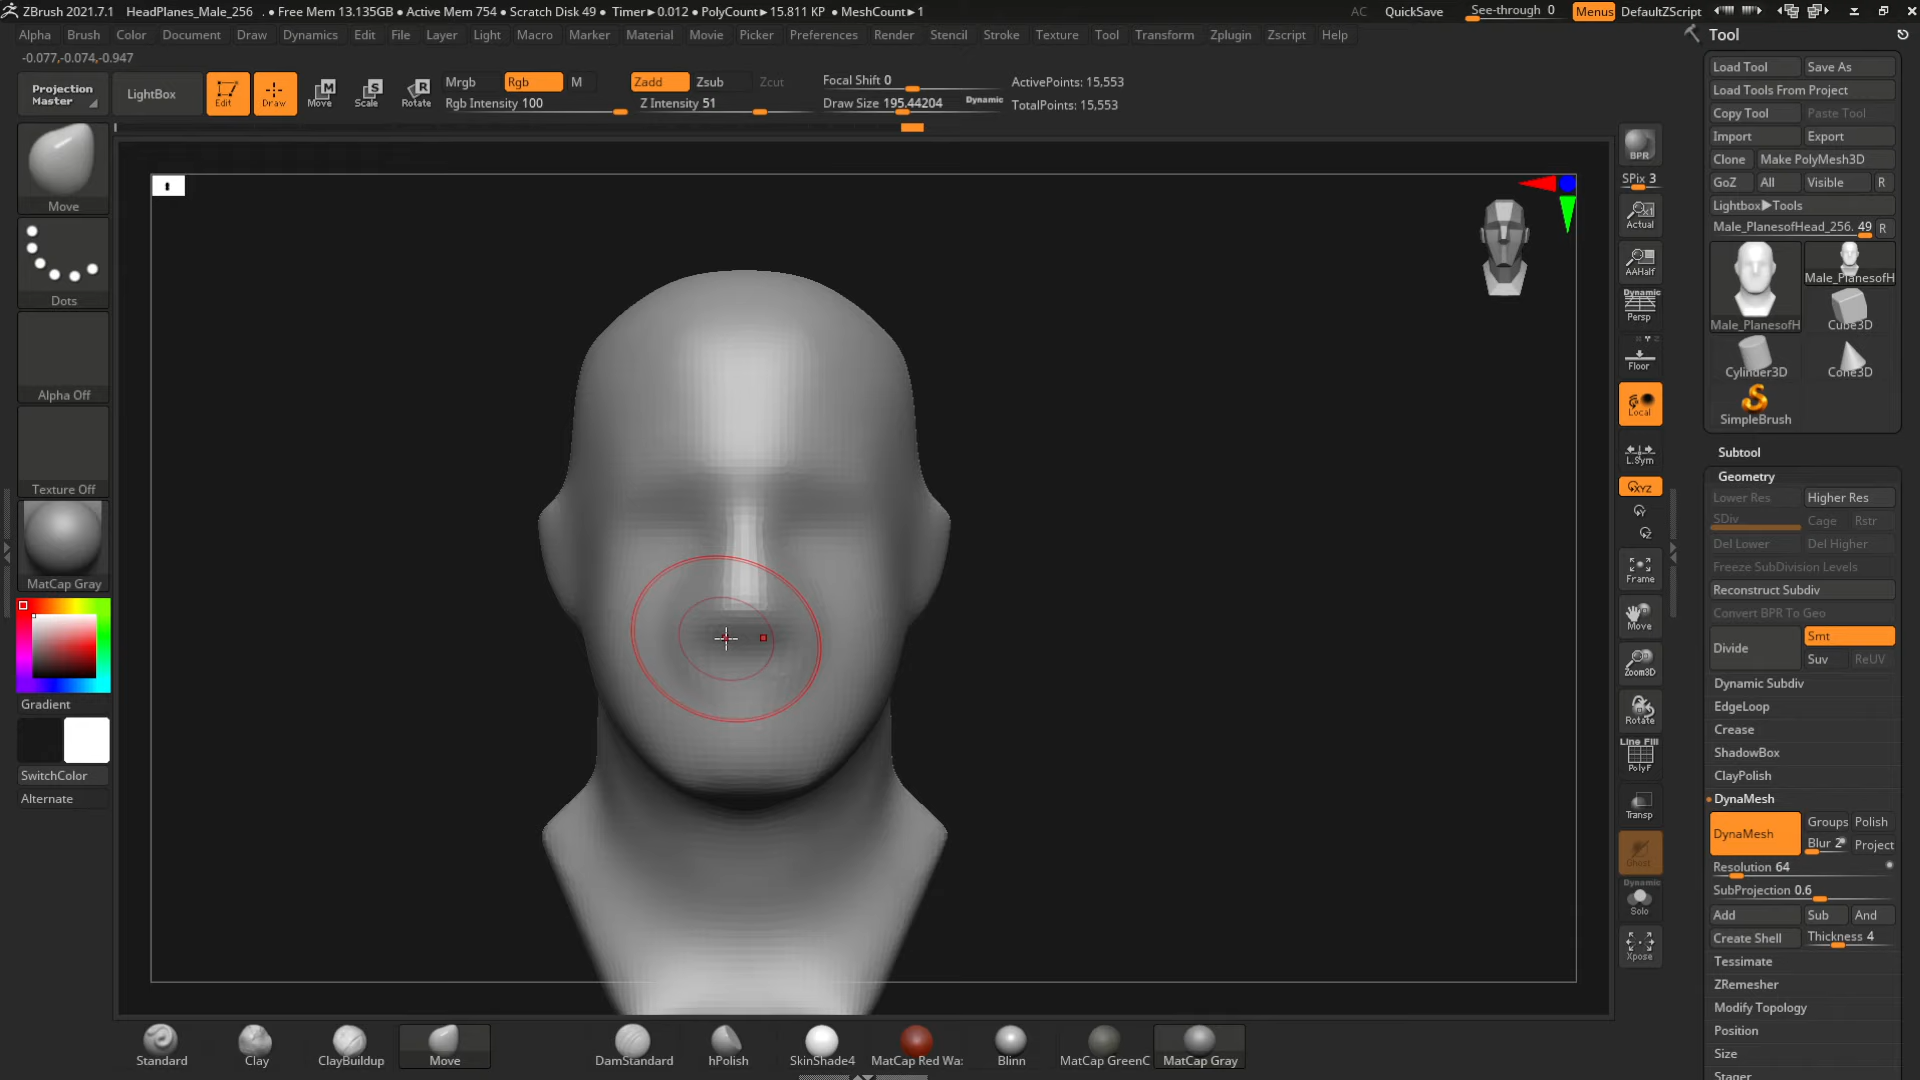 ZBrush 2021.7.1 HeadPlanes_Male_256 . ● Free Mem 13.135GB ● Active Mem 754 ● Scratch Disk 49 ● Timer►0.012 ● PolyCount►15.811 KP ● MeshCount►1 AC QuickSave See-through 0 Menus DefaultZScript
Alpha Brush Color Document Draw Dynamics Edit File Layer Light Macro Marker Material Movie Picker Preferences Render Stencil Stroke Texture Tool Transform Zplugin Zscript Help
-0.077,-0.074,-0.947
Projection Master
LightBox
Edit
Draw
Move
Scale
Rotate
Mrgb Rgb M
Rgb Intensity 100
Zadd Zsub Zcut
Z Intensity 51
Focal Shift 0
Draw Size 195.44204 Dynamic
ActivePoints: 15,553
TotalPoints: 15,553
Move
Dots
Alpha Off
Texture Off
MatCap Gray
Gradient
SwitchColor
Alternate
BPR
SPix 3
Actual
AAHalf
Dynamic
Persp
Floor
Local
L.Sym
XYZ
Y
Z
Frame
Move
Zoom3D
Rotate
Line Fill
PolyF
Transp
Ghost
Dynamic
Solo
Xpose
Tool
Load Tool Save As
Load Tools From Project
Copy Tool Paste Tool
Import Export
Clone Make PolyMesh3D
GoZ All Visible R
Lightbox►Tools
Male_PlanesofHead_256. 49 R
Male_PlanesofH
Male_PlanesofH
Cube3D
Cylinder3D Cone3D
SimpleBrush
Subtool
Geometry
Lower Res Higher Res
SDiv Cage Rstr
Del Lower Del Higher
Freeze SubDivision Levels
Reconstruct Subdiv
Convert BPR To Geo
Divide Smt
Suv ReUV
Dynamic Subdiv
EdgeLoop
Crease
ShadowBox
ClayPolish
DynaMesh
DynaMesh Groups Polish
Blur 2 Project
Resolution 64
SubProjection 0.6
Add Sub And
Create Shell Thickness 4
Tessimate
ZRemesher
Modify Topology
Position
Size
Stager
Standard Clay ClayBuildup Move DamStandard hPolish SkinShade4 MatCap Red Wa: Blinn MatCap GreenC MatCap Gray